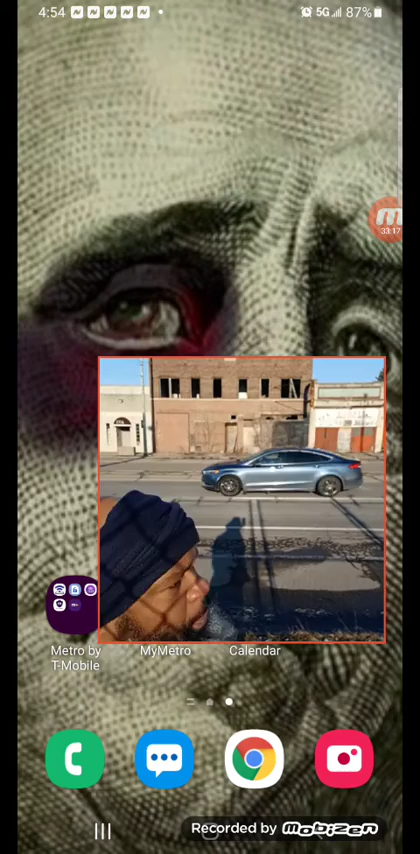 4:54
5G 87%
33:17
Metro by
T-Mobile
MyMetro
Calendar
Recorded by mobizen